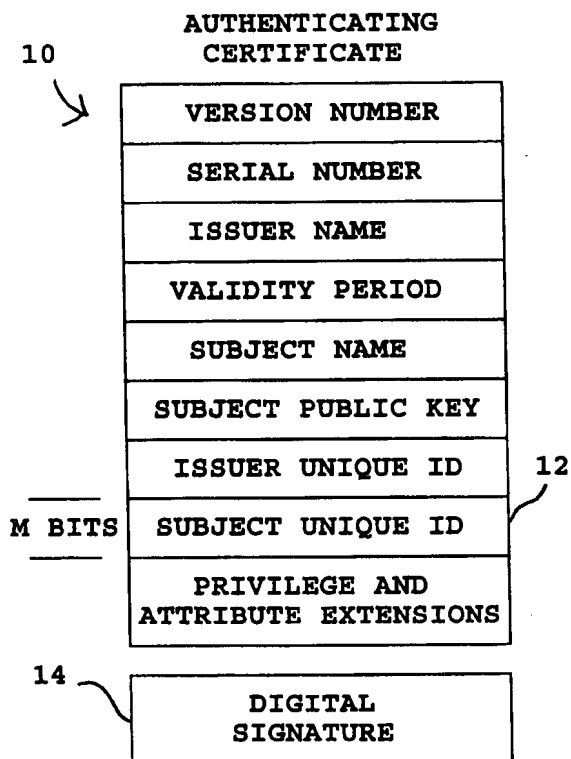 AUTHENTICATING
CERTIFICATE
10
VERSION NUMBER
SERIAL NUMBER
ISSUER NAME
VALIDITY PERIOD
SUBJECT NAME
SUBJECT PUBLIC KEY
ISSUER UNIQUE ID
12
M BITS
SUBJECT UNIQUE ID
PRIVILEGE AND
ATTRIBUTE EXTENSIONS
14
DIGITAL
SIGNATURE